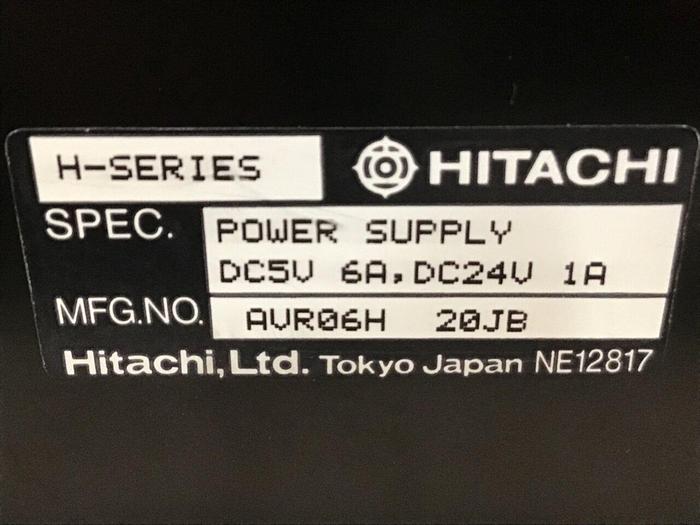 H-SERIES HITACHI
SPEC. POWER SUPPLY
DC5V 6A,DC24V 1A
MFG.NO. AVR06H 20JB
Hitachi,Ltd. Tokyo Japan NE12817